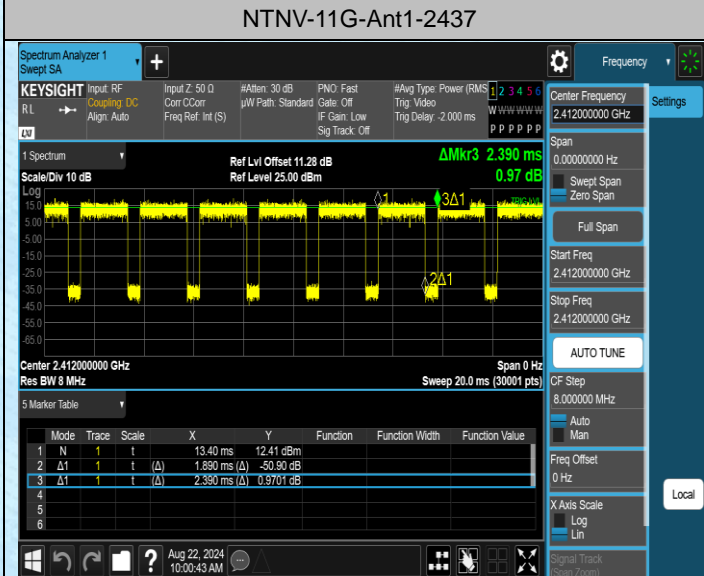 NTNV-11G-Ant1-2437
Spectrum Analyzer 1
Swept SA
Frequency
KEYSIGHT
RL
LXI
Input: RF
Coupling: DC
Align: Auto
Input Z: 50 Ω
Corr CCorr
Freq Ref: Int (S)
#Atten: 30 dB
µW Path: Standard
PNO: Fast
Gate: Off
IF Gain: Low
Sig Track: Off
#Avg Type: Power (RMS
Trig: Video
Trig Delay: -2.000 ms
1 2 3 4 5 6
W W W W W W
P P P P P P
1 Spectrum
Scale/Div 10 dB
Ref Lvl Offset 11.28 dB
Ref Level 25.00 dBm
ΔMkr3 2.390 ms
0.97 dB
Log
15.0
5.00
-5.00
-15.0
-25.0
-35.0
-45.0
-55.0
-65.0
1
3Δ1
TRIG LVL
2Δ1
Center 2.412000000 GHz
Res BW 8 MHz
Span 0 Hz
Sweep 20.0 ms (30001 pts)
5 Marker Table
Mode Trace Scale X Y Function Function Width Function Value
1 N 1 t 13.40 ms 12.41 dBm
2 Δ1 1 t (Δ) 1.890 ms (Δ) -50.90 dB
3 Δ1 1 t (Δ) 2.390 ms (Δ) 0.9701 dB
4
5
6
Aug 22, 2024
10:00:43 AM
Center Frequency
2.412000000 GHz
Settings
Span
0.00000000 Hz
Swept Span
Zero Span
Full Span
Start Freq
2.412000000 GHz
Stop Freq
2.412000000 GHz
AUTO TUNE
CF Step
8.000000 MHz
Auto
Man
Freq Offset
0 Hz
X Axis Scale
Log
Lin
Local
Signal Track
(Span Zoom)